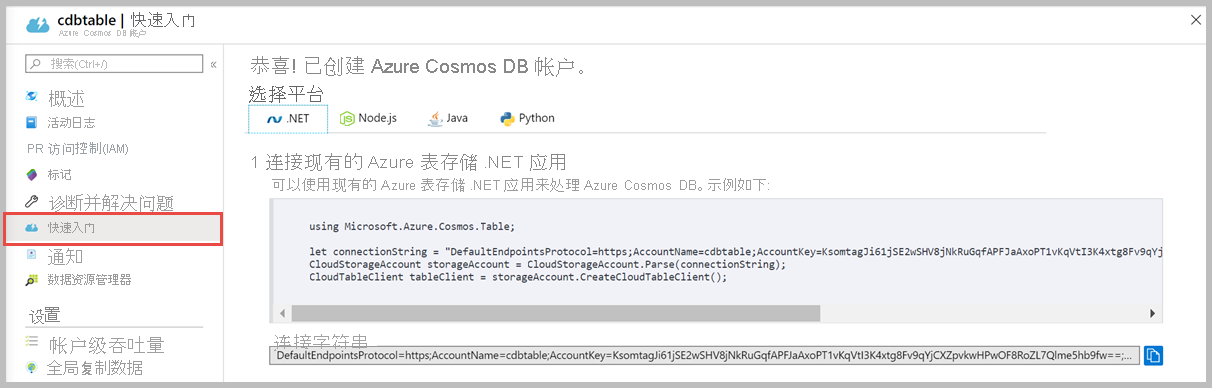 cdbtable | 快速入门
Azure Cosmos DB 帐户
搜索(Ctrl+/)
概述
活动日志
PR 访问控制(IAM)
标记
诊断并解决问题
快速入门
通知
数据资源管理器
设置
帐户级吞吐量
全局复制数据
恭喜! 已创建 Azure Cosmos DB 帐户。
选择平台
.NET
Node.js
Java
Python
1 连接现有的 Azure 表存储 .NET 应用
可以使用现有的 Azure 表存储 .NET 应用来处理 Azure Cosmos DB。示例如下:
using Microsoft.Azure.Cosmos.Table;
let connectionString = "DefaultEndpointsProtocol=https;AccountName=cdbtable;AccountKey=KsomtagJi61jSE2wSHV8jNkRuGqfAPFJaAxoPT1vKqVtI3K4xtg8Fv9qYj
CloudStorageAccount storageAccount = CloudStorageAccount.Parse(connectionString);
CloudTableClient tableClient = storageAccount.CreateCloudTableClient();
连接字符串
DefaultEndpointsProtocol=https;AccountName=cdbtable;AccountKey=KsomtagJi61jSE2wSHV8jNkRuGqfAPFJaAxoPT1vKqVtI3K4xtg8Fv9qYjCXZpvkwHPwOF8RoZL7Qlme5hb9fw==;...